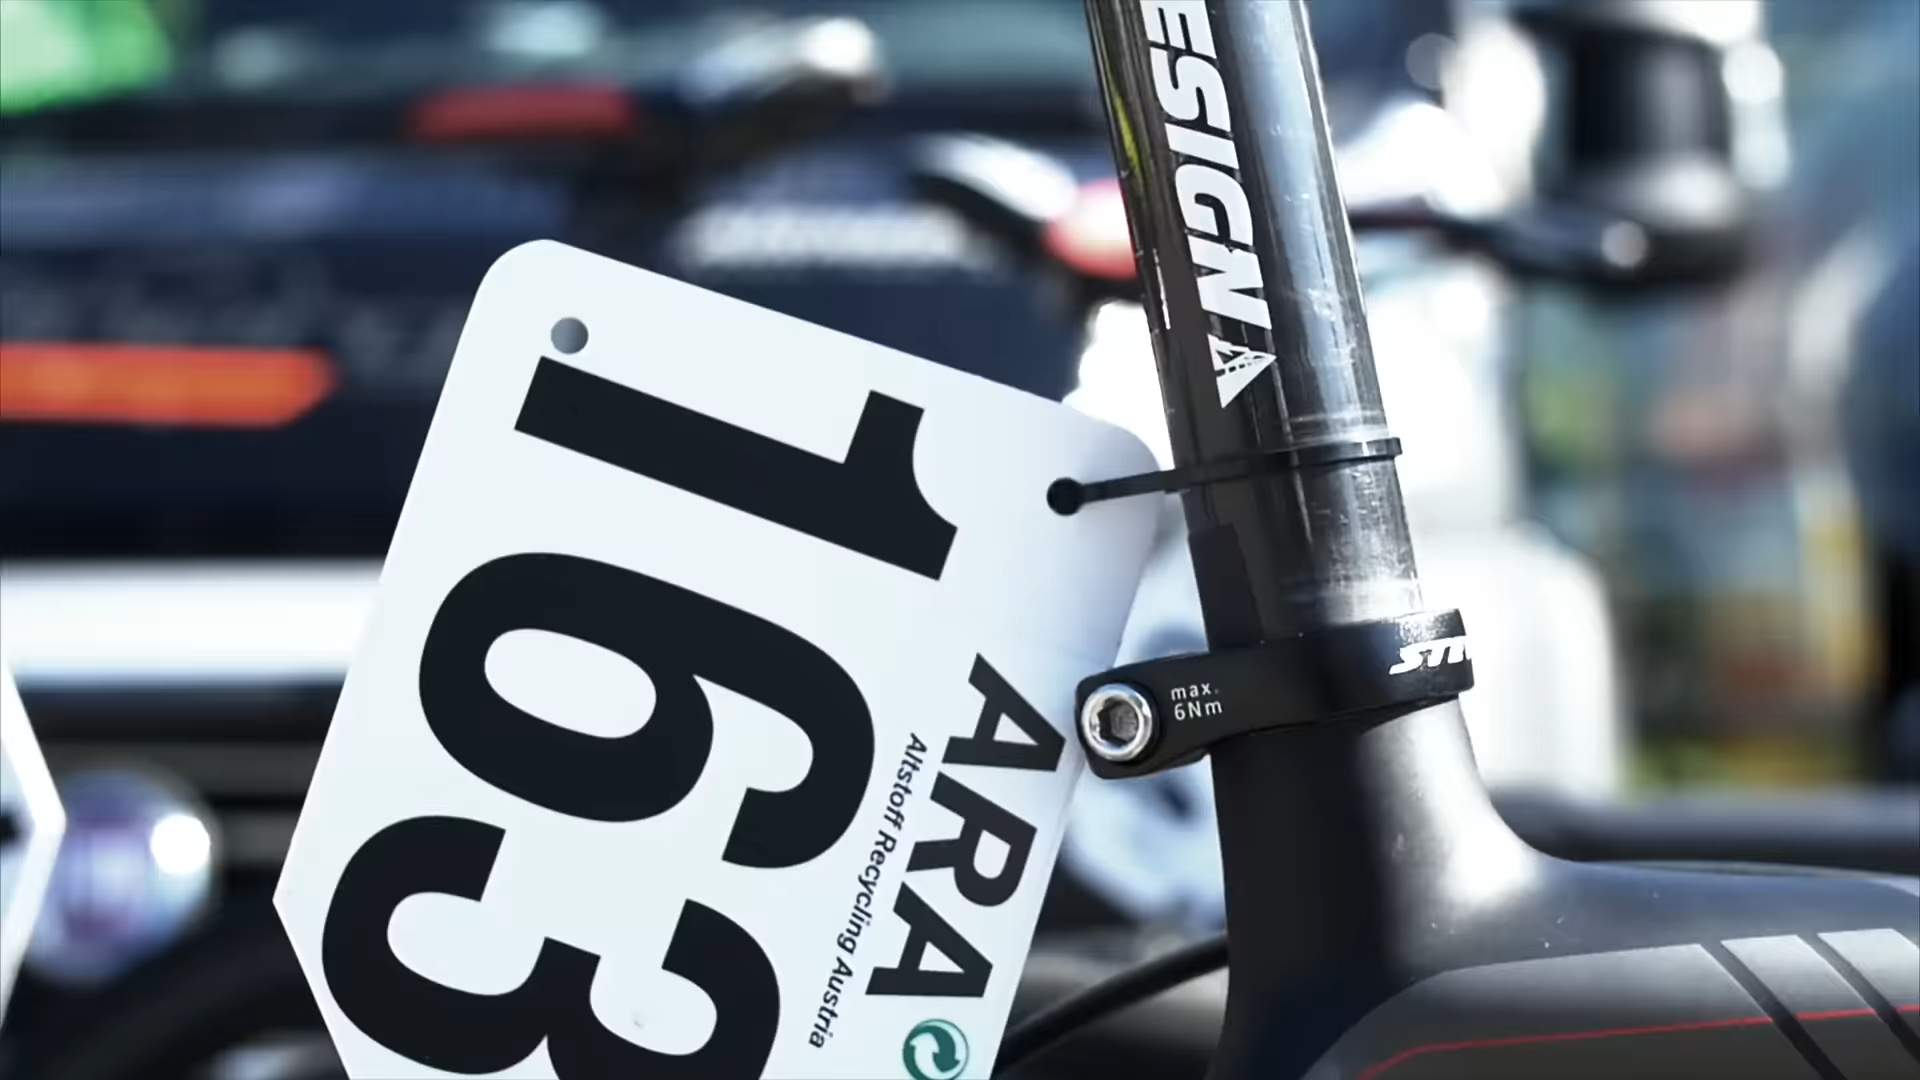 ESIGN
163
ARA
Altstoff Recycling Austria
max.
6Nm